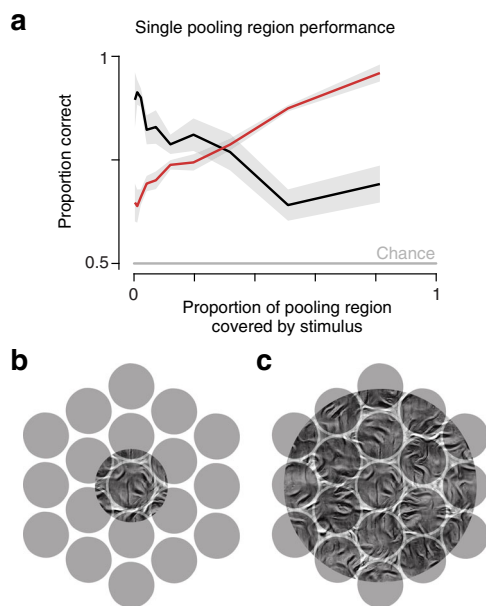 a
Single pooling region performance
1
Proportion correct
0.5
Chance
0
1
Proportion of pooling region
covered by stimulus
b
c